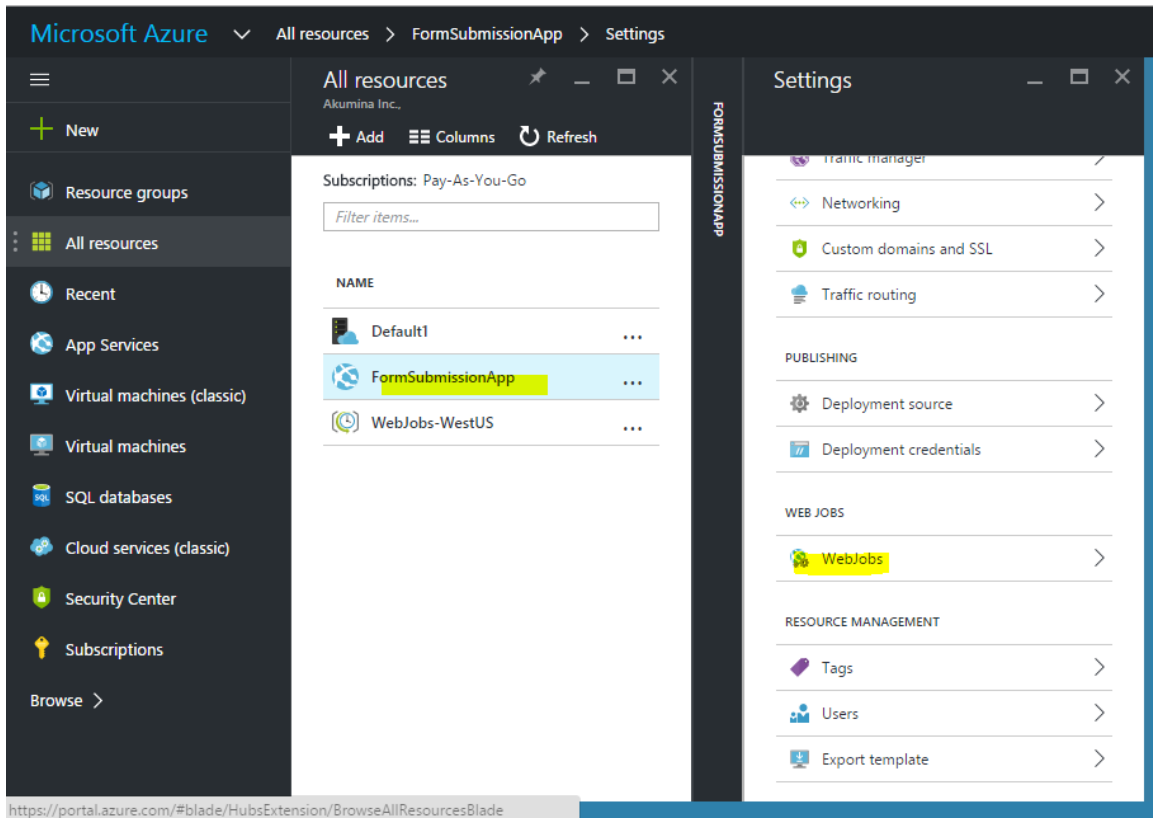 Microsoft Azure All resources > FormSubmissionApp > Settings
New
Resource groups
All resources
Recent
App Services
Virtual machines (classic)
Virtual machines
SQL databases
Cloud services (classic)
Security Center
Subscriptions
Browse >
https://portal.azure.com/#blade/HubsExtension/BrowseAllResourcesBlade
All resources
Akumina Inc.,
Add Columns Refresh
Subscriptions: Pay-As-You-Go
Filter items...
NAME
Default1 ...
FormSubmissionApp ...
WebJobs-WestUS ...
FORMSUBMISSIONAPP
Settings
Traffic manager
Networking
Custom domains and SSL
Traffic routing
PUBLISHING
Deployment source
Deployment credentials
WEB JOBS
WebJobs
RESOURCE MANAGEMENT
Tags
Users
Export template